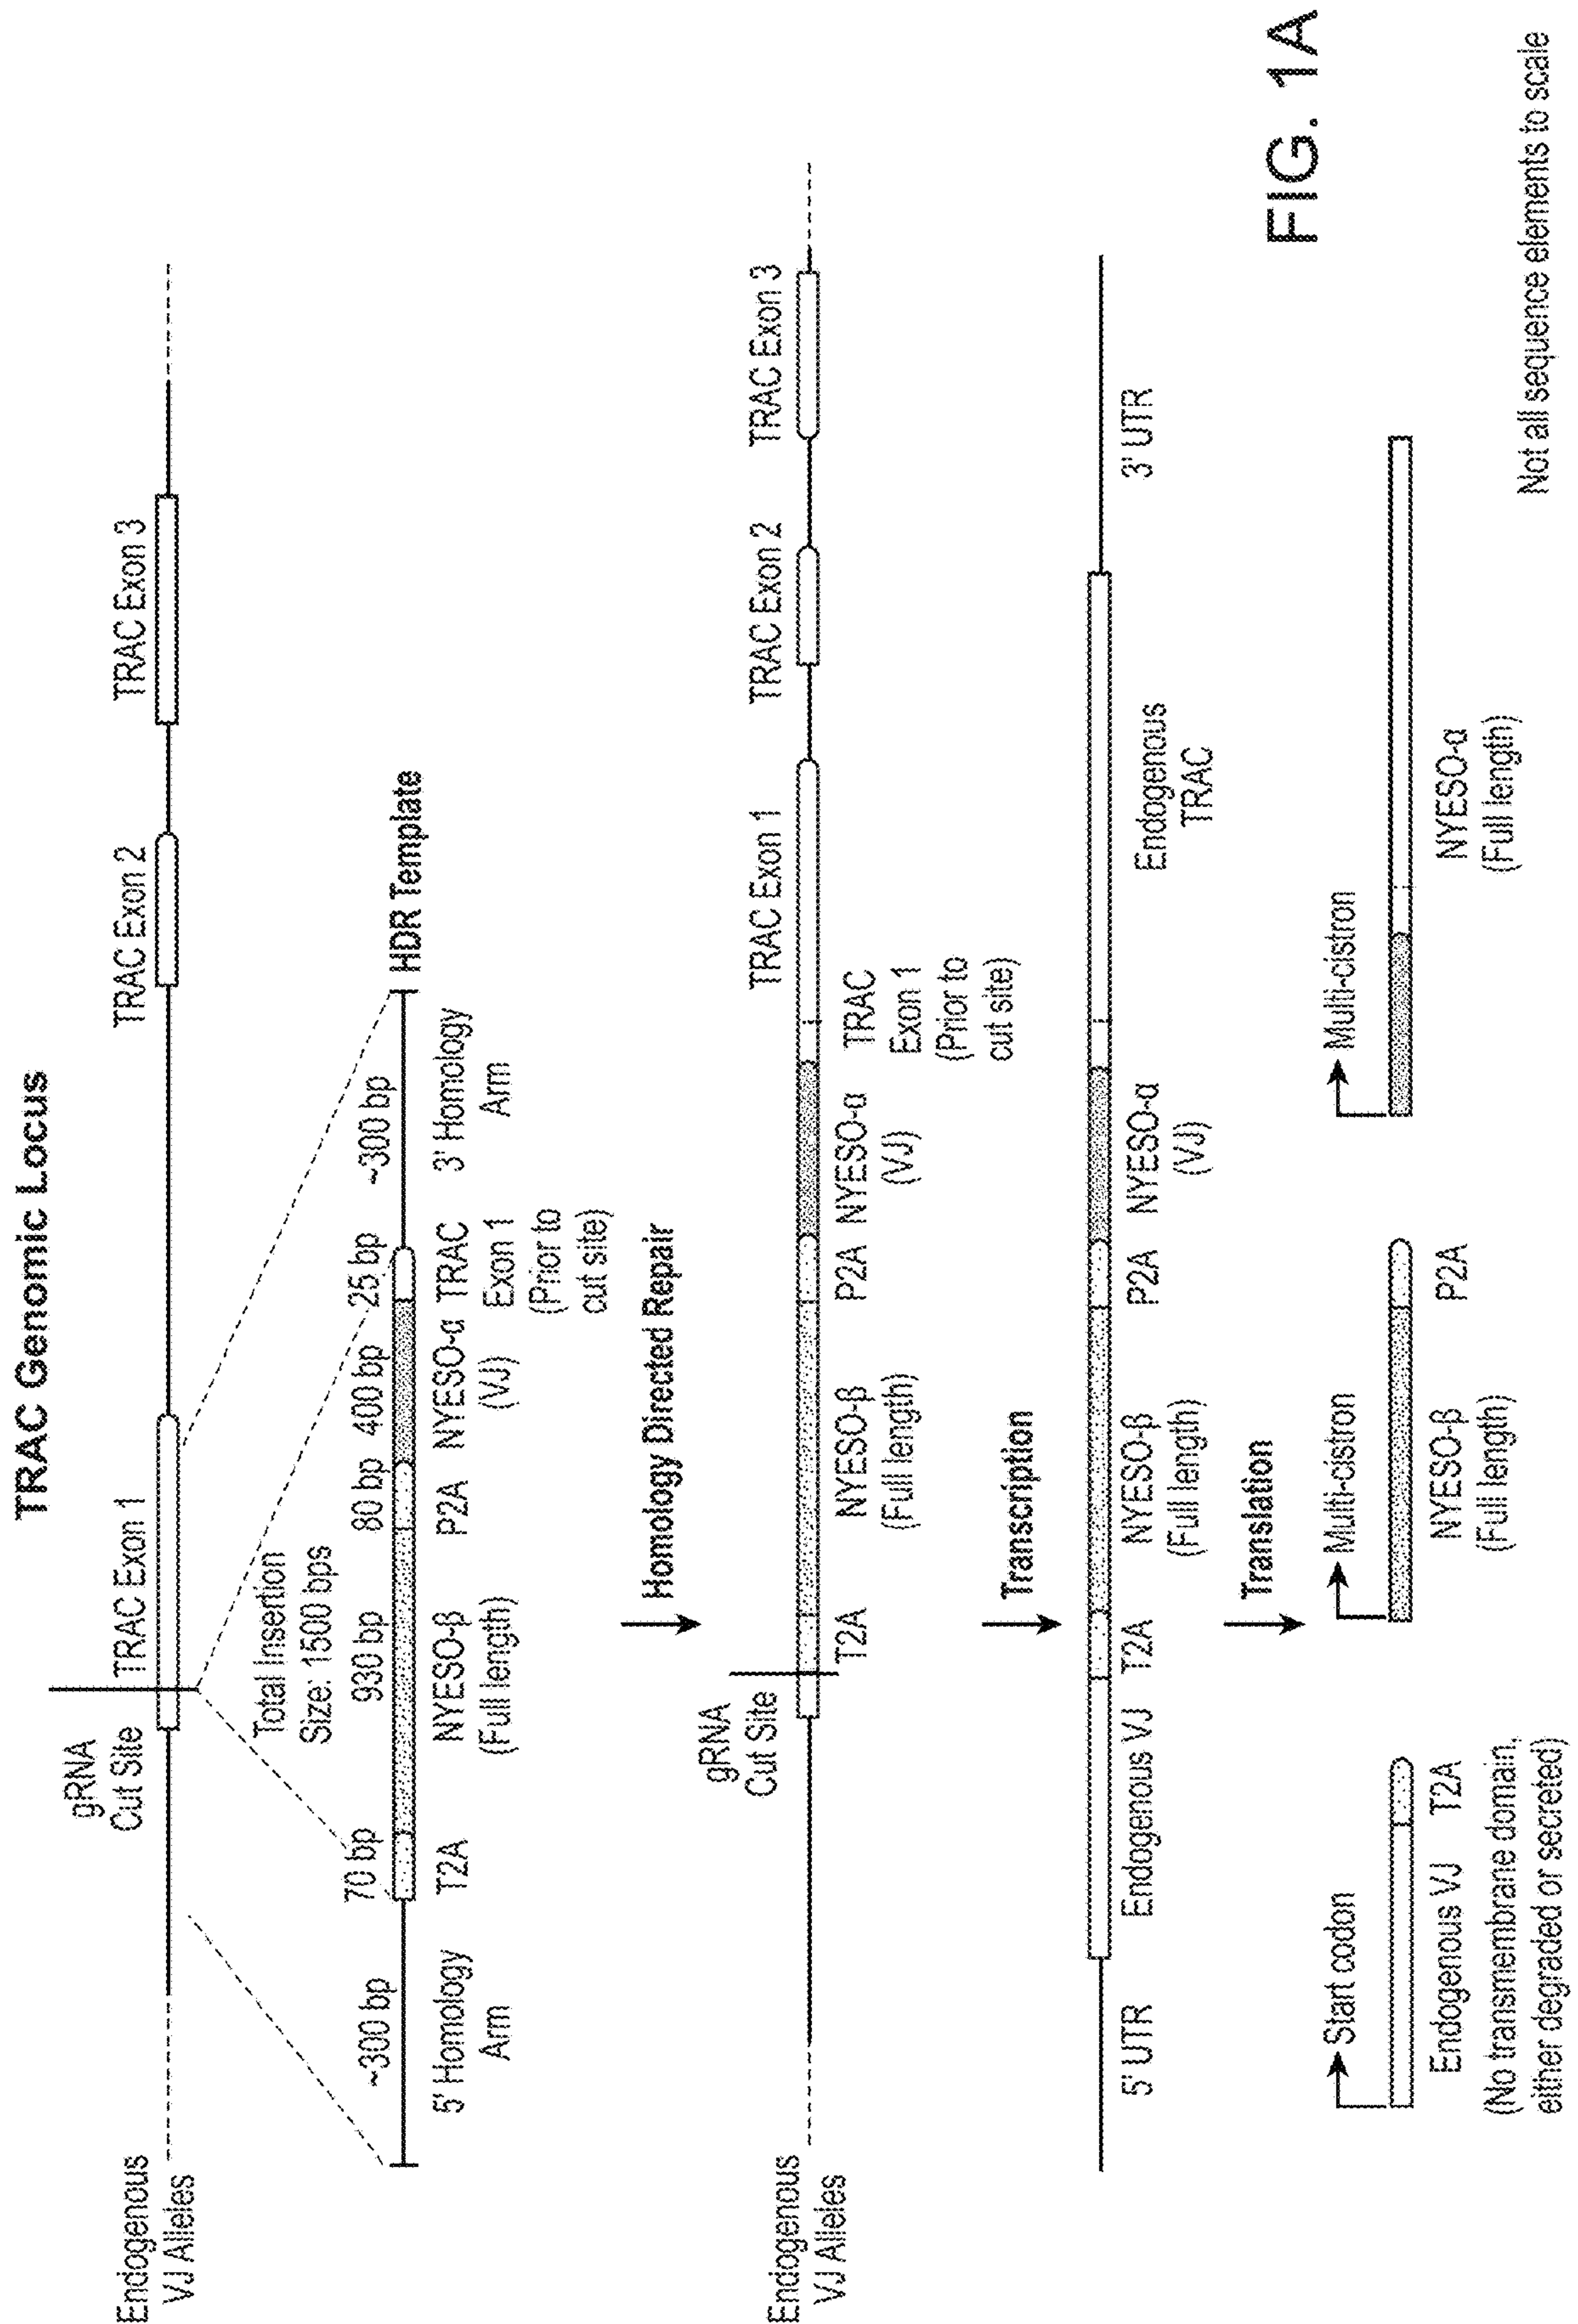 TRAC Genomic Locus
Endogenous
VJ Alleles
gRNA
Cut Site
TRAC Exon 1
TRAC Exon 2
TRAC Exon 3
Total Insertion
Size: 1500 bps
~300 bp
70 bp
930 bp
80 bp
400 bp
25 bp
~300 bp
HDR Template
5' Homology
Arm
T2A
NYESO-β
(Full length)
P2A
NYESO-α
(VJ)
TRAC
Exon 1
(Prior to
cut site)
3' Homology
Arm
Homology Directed Repair
Endogenous
VJ Alleles
gRNA
Cut Site
TRAC Exon 1
TRAC Exon 2
TRAC Exon 3
T2A
NYESO-β
(Full length)
P2A
NYESO-α
(VJ)
TRAC
Exon 1
(Prior to
cut site)
Transcription
5' UTR
Endogenous VJ
T2A
NYESO-β
(Full length)
P2A
NYESO-α
(VJ)
Endogenous
TRAC
3' UTR
Translation
Start codon
Multi-cistron
Multi-cistron
Endogenous VJ
T2A
(No transmembrane domain,
either degraded or secreted)
NYESO-β
(Full length)
P2A
NYESO-α
(Full length)
FIG. 1A
Not all sequence elements to scale